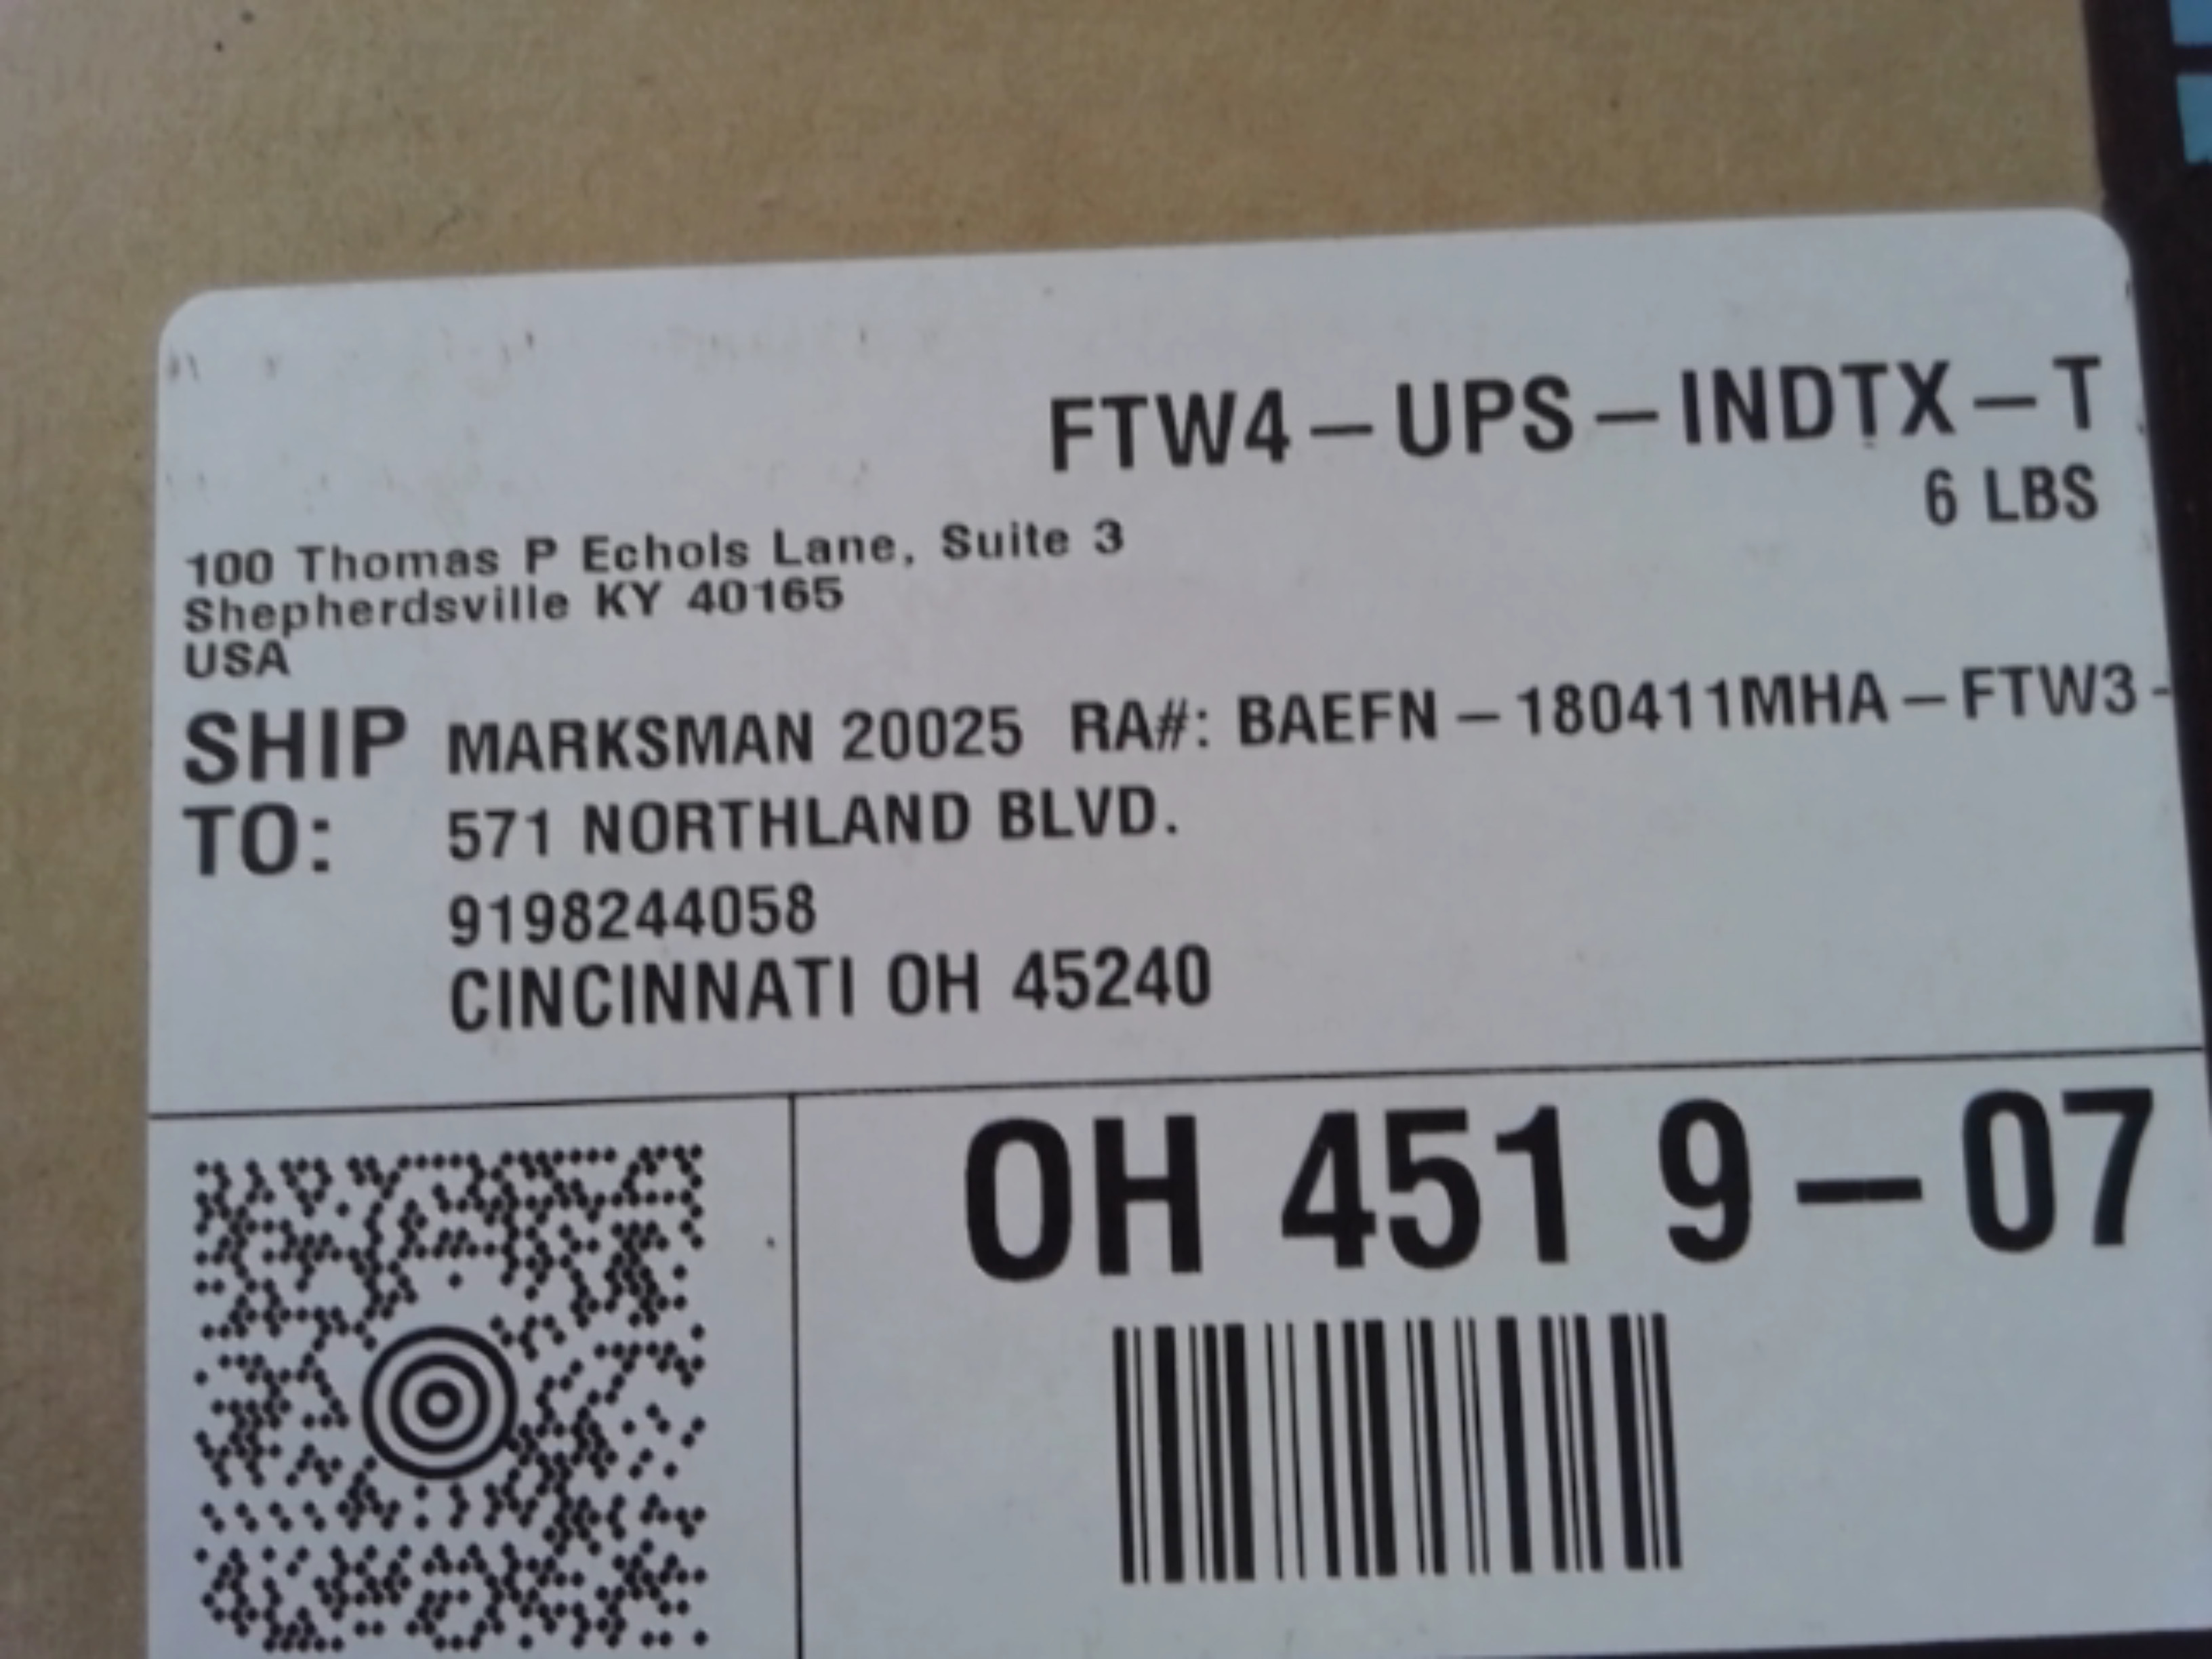 FTW4-UPS-INDTX-T
6 LBS
100 Thomas P Echols Lane, Suite 3
Shepherdsville KY 40165
USA
SHIP TO: MARKSMAN 20025 RA#: BAEFN-180411MHA-FTW3-
571 NORTHLAND BLVD.
9198244058
CINCINNATI OH 45240
OH 451 9-07